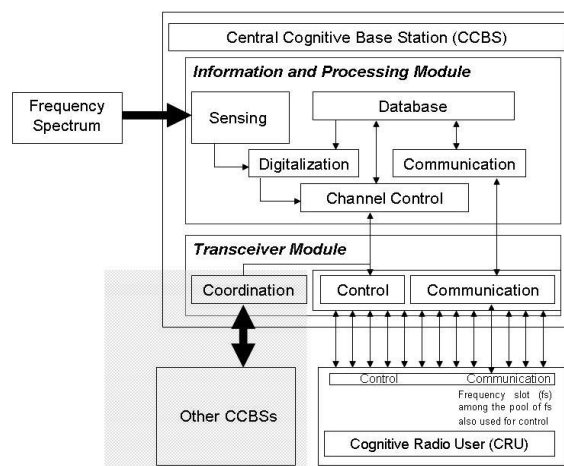 Central Cognitive Base Station (CCBS)
Information and Processing Module
Frequency
Spectrum
Sensing
Database
Digitalization
Communication
Channel Control
Transceiver Module
Coordination
Control
Communication
Other CCBSs
Control
Communication
Frequency slot (fs)
among the pool of fs
also used for control
Cognitive Radio User (CRU)